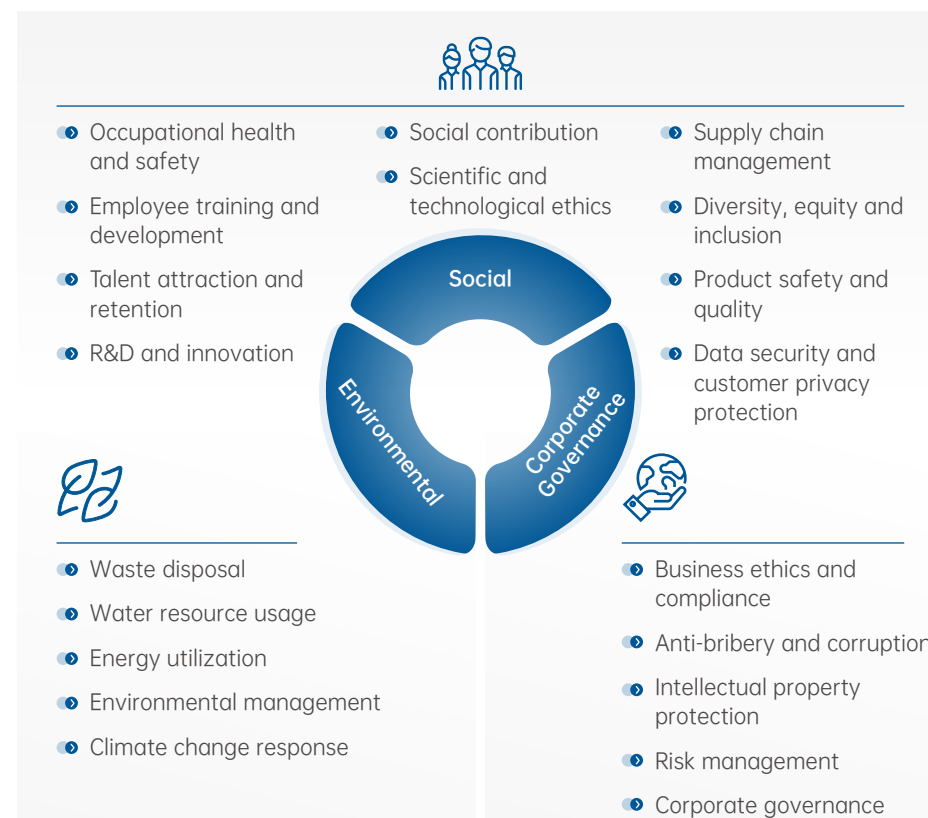 Occupational health
and safety
Employee training and
development
Talent attraction and
retention
R&D and innovation
Social contribution
Scientific and
technological ethics
Supply chain
management
Diversity, equity and
inclusion
Product safety and
quality
Data security and
customer privacy
protection
Social
Environmental
Corporate
Governance
Waste disposal
Water resource usage
Energy utilization
Environmental management
Climate change response
Business ethics and
compliance
Anti-bribery and corruption
Intellectual property
protection
Risk management
Corporate governance